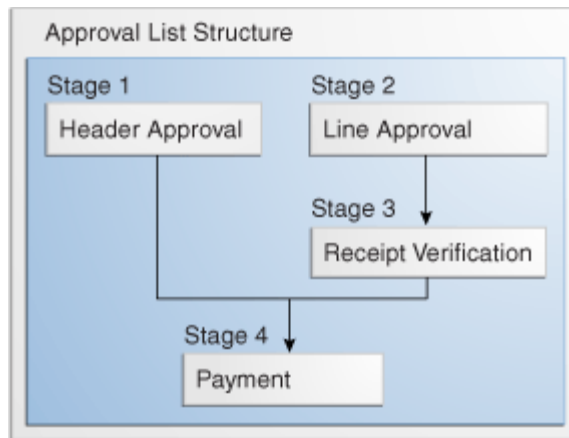 Approval List Structure
Stage 1
Header Approval
Stage 2
Line Approval
Stage 3
Receipt Verification
Stage 4
Payment